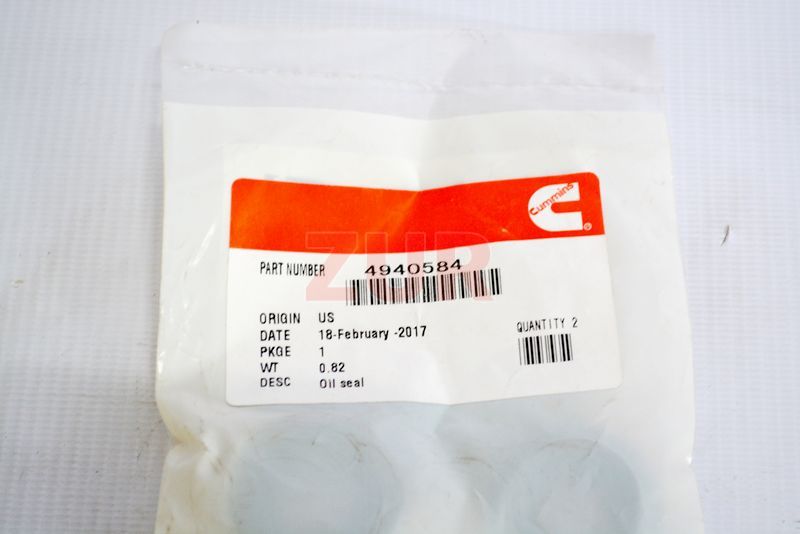 Cummins
®
ZUR
PART NUMBER 4940584
ORIGIN US
DATE 18-February -2017
QUANTITY 2
PKGE 1
WT 0.82
DESC Oil seal